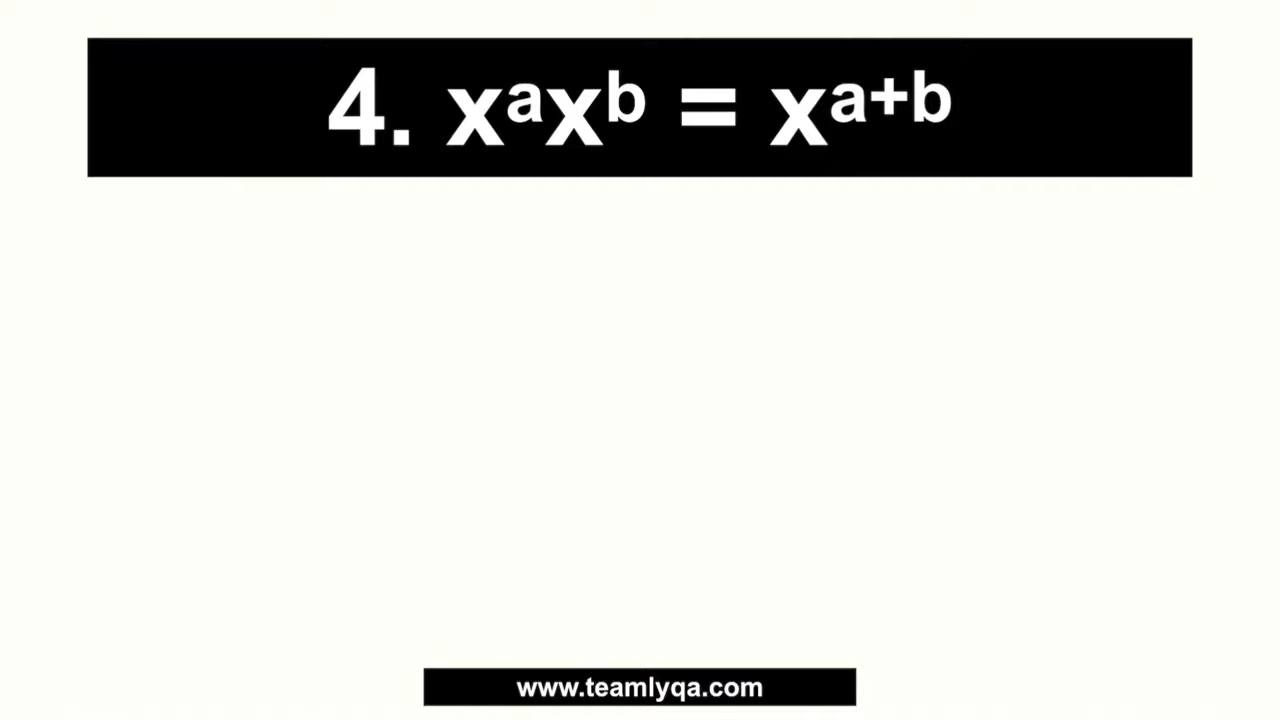 4. xᵃxᵇ = xᵃ⁺ᵇ
www.teamlyqa.com